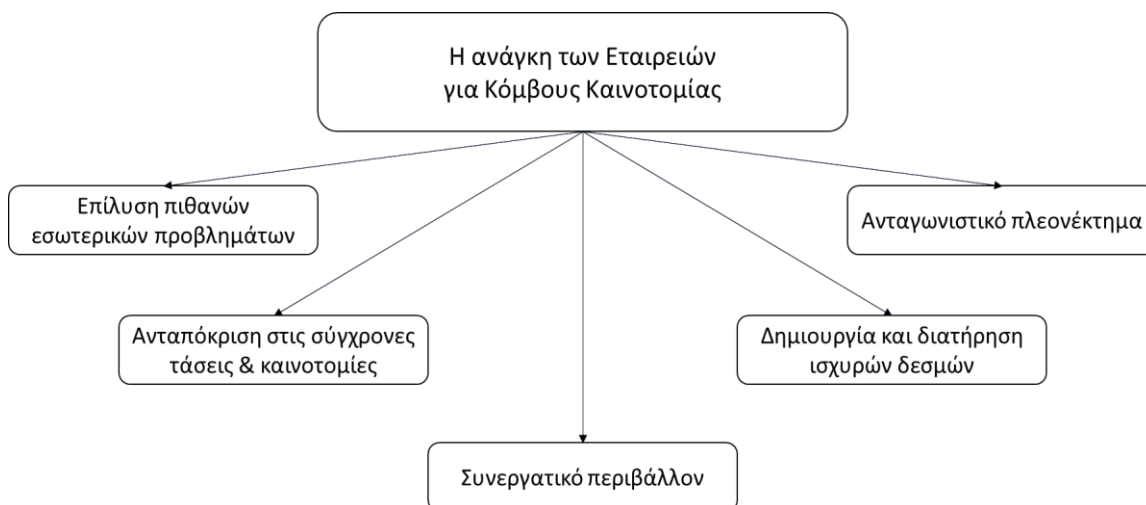 Η ανάγκη των Εταιρειών
για Κόμβους Καινοτομίας
Επίλυση πιθανών
εσωτερικών προβλημάτων
Ανταγωνιστικό πλεονέκτημα
Ανταπόκριση στις σύγχρονες
τάσεις & καινοτομίες
Δημιουργία και διατήρηση
ισχυρών δεσμών
Συνεργατικό περιβάλλον